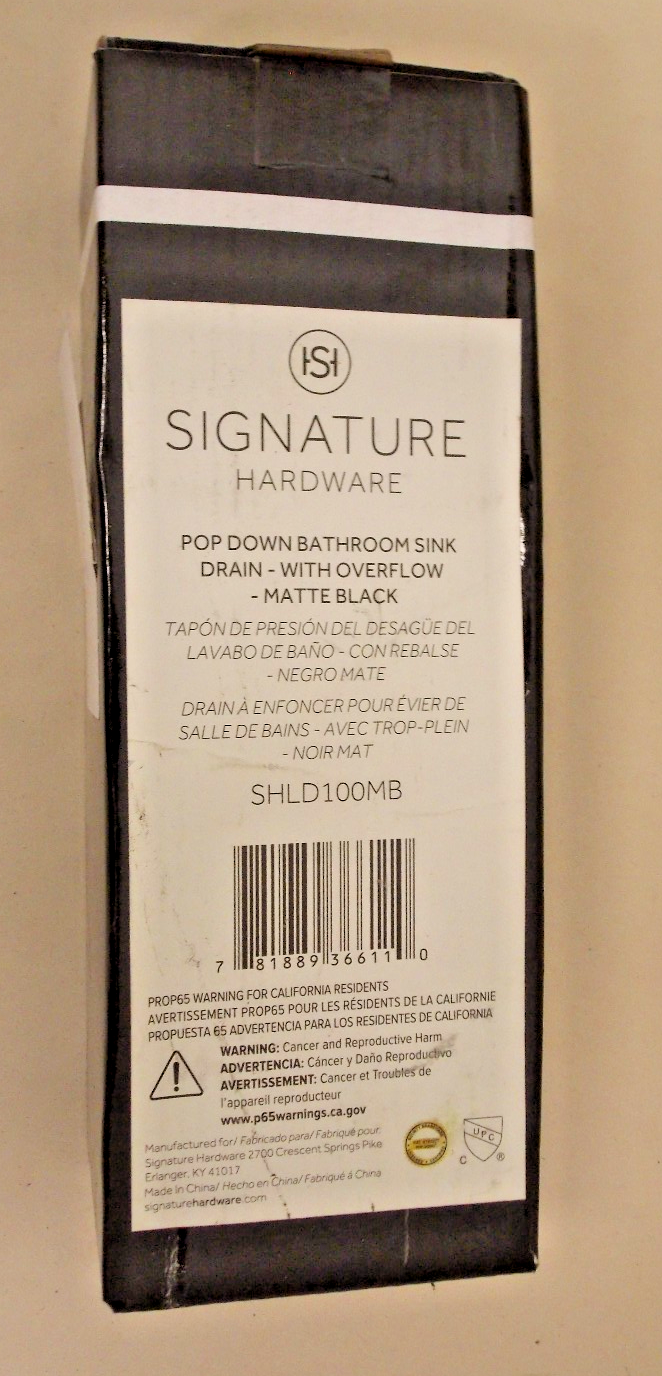 SH
SIGNATURE
HARDWARE
POP DOWN BATHROOM SINK
DRAIN - WITH OVERFLOW
- MATTE BLACK
TAPÓN DE PRESIÓN DEL DESAGÜE DEL
LAVABO DE BAÑO - CON REBALSE
- NEGRO MATE
DRAIN À ENFONCER POUR ÉVIER DE
SALLE DE BAINS - AVEC TROP-PLEIN
- NOIR MAT
SHLD100MB
7 81889 36611 0
PROP65 WARNING FOR CALIFORNIA RESIDENTS
AVERTISSEMENT PROP65 POUR LES RÉSIDENTS DE LA CALIFORNIE
PROPUESTA 65 ADVERTENCIA PARA LOS RESIDENTES DE CALIFORNIA
WARNING: Cancer and Reproductive Harm
ADVERTENCIA: Cáncer y Daño Reproductivo
AVERTISSEMENT: Cancer et Troubles de
l'appareil reproducteur
www.p65warnings.ca.gov
Manufactured for/ Fabricado para/ Fabriqué pour
Signature Hardware 2700 Crescent Springs Pike
Erlanger, KY 41017
Made in China/ Hecho en China/ Fabriqué à China
signaturehardware.com
UPC
C ®